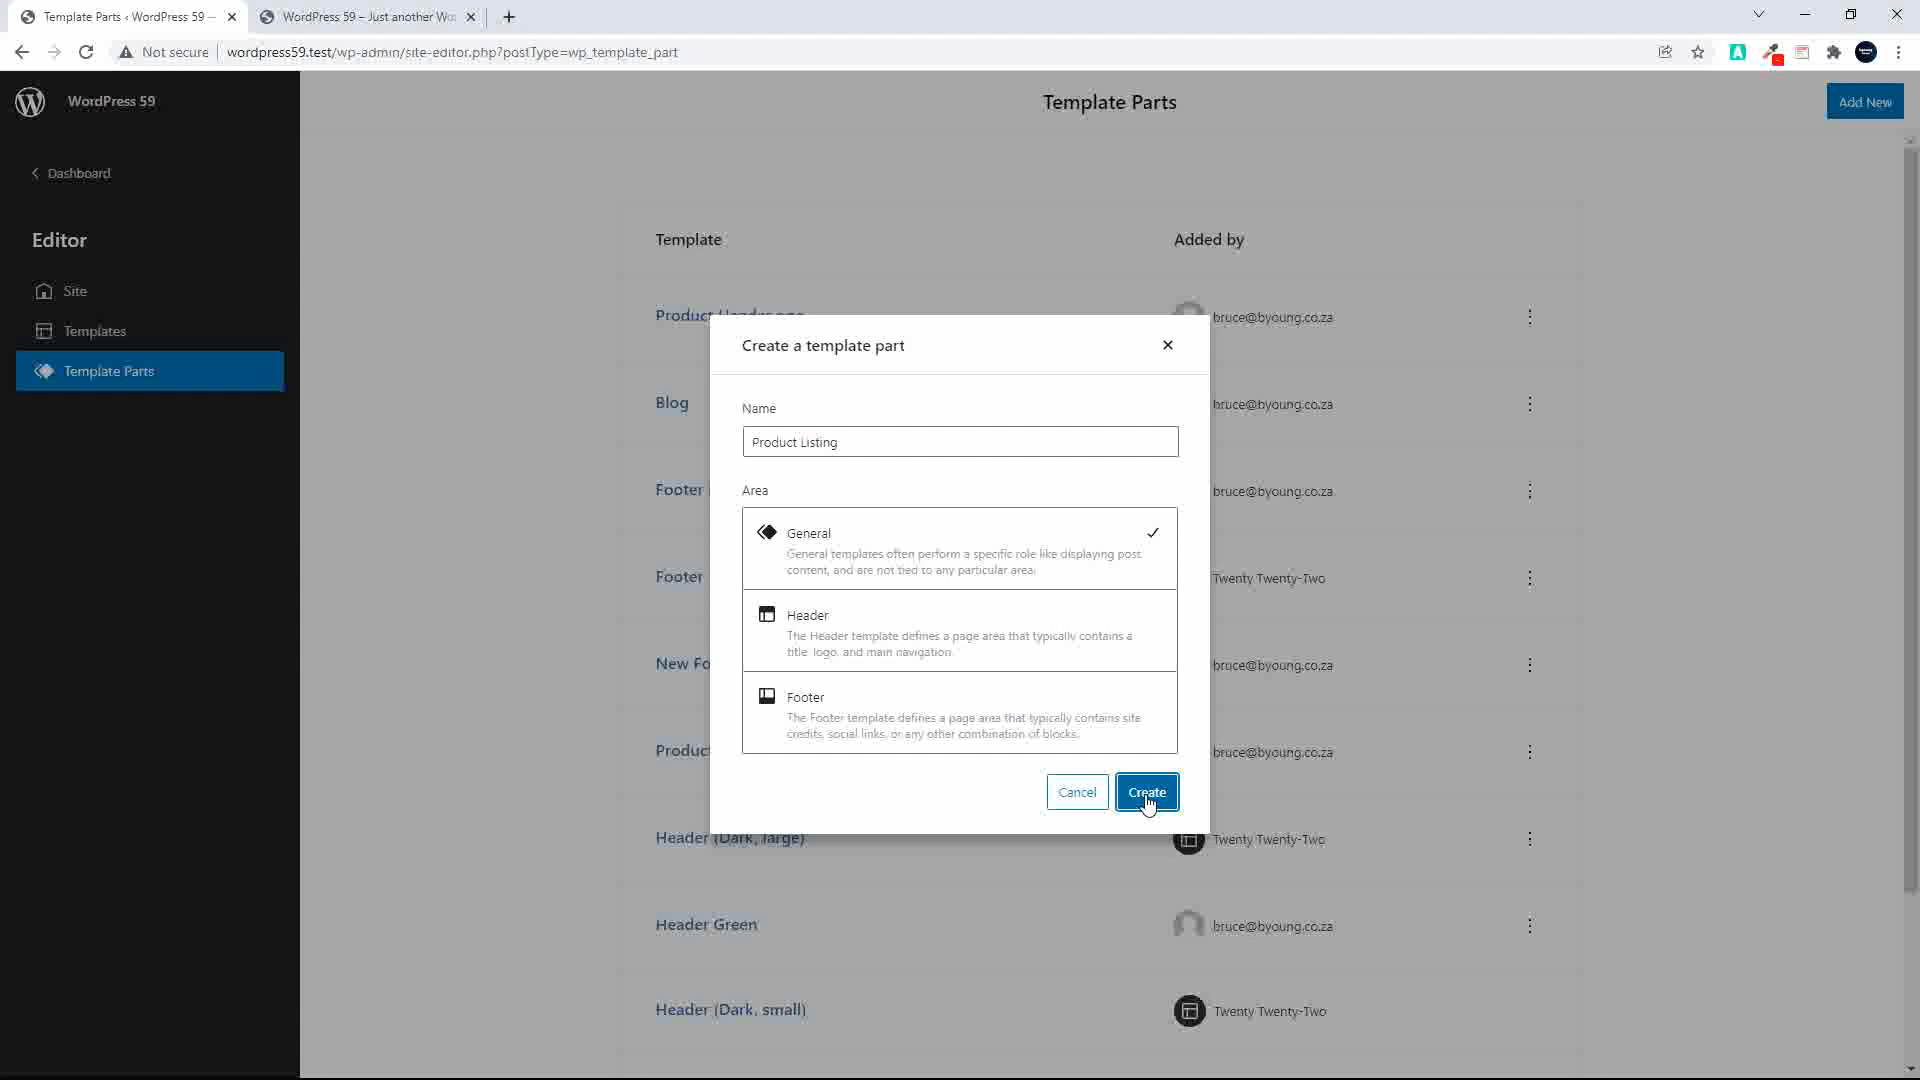 Template Parts ‹ WordPress 59 –
WordPress 59 – Just another Wo
Not secure
wordpress59.test/wp-admin/site-editor.php?postType=wp_template_part
WordPress 59
Template Parts
Add New
Dashboard
Editor
Site
Templates
Template Parts
Template
Added by
Product Header one
bruce@byoung.co.za
Blog
bruce@byoung.co.za
Footer
bruce@byoung.co.za
Footer
Twenty Twenty-Two
New Fo
bruce@byoung.co.za
Product
bruce@byoung.co.za
Header (Dark, large)
Twenty Twenty-Two
Header Green
bruce@byoung.co.za
Header (Dark, small)
Twenty Twenty-Two
Create a template part
Name
Product Listing
Area
General
General templates often perform a specific role like displaying post
content, and are not tied to any particular area.
Header
The Header template defines a page area that typically contains a
title, logo, and main navigation.
Footer
The Footer template defines a page area that typically contains site
credits, social links, or any other combination of blocks.
Cancel
Create